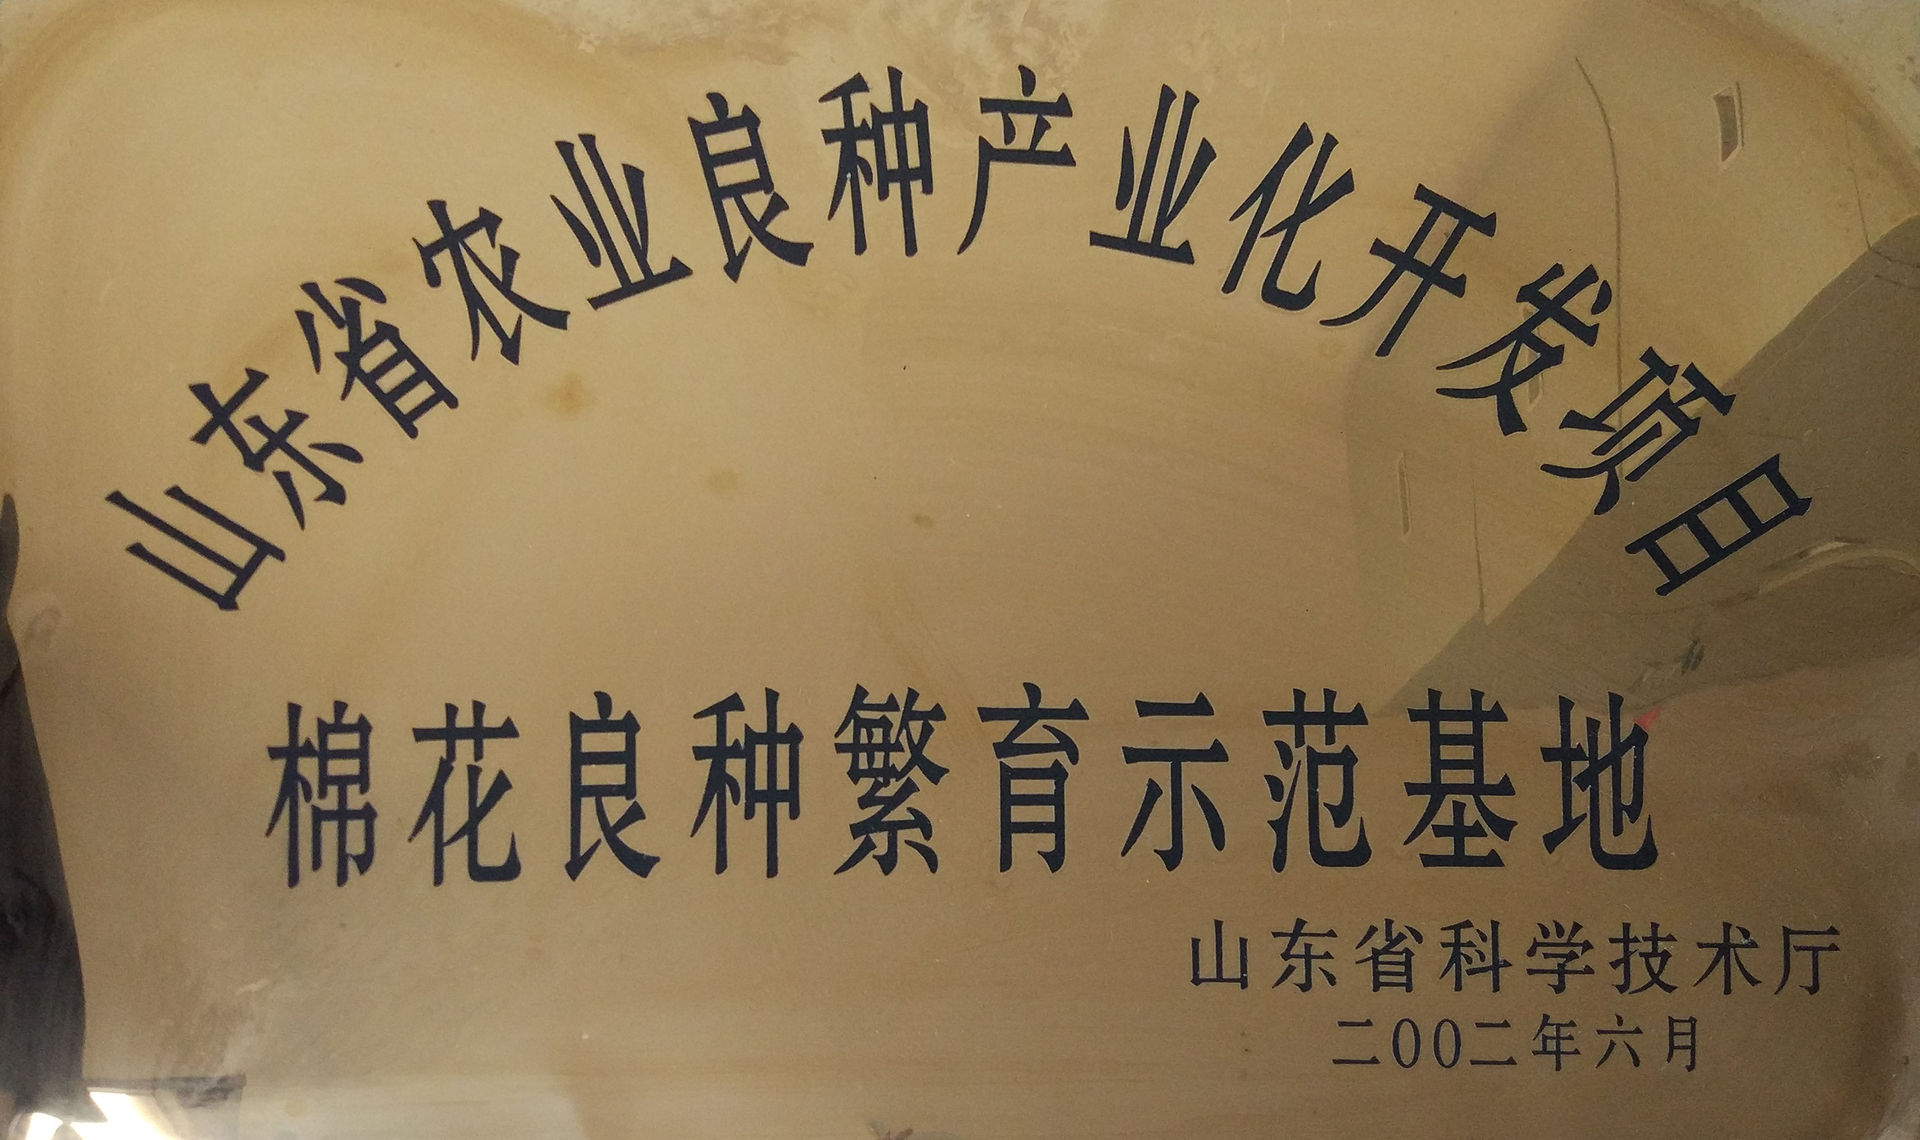 山东省农业良种产业化开发项目
棉花良种繁育示范基地
山东省科学技术厅
二00二年六月